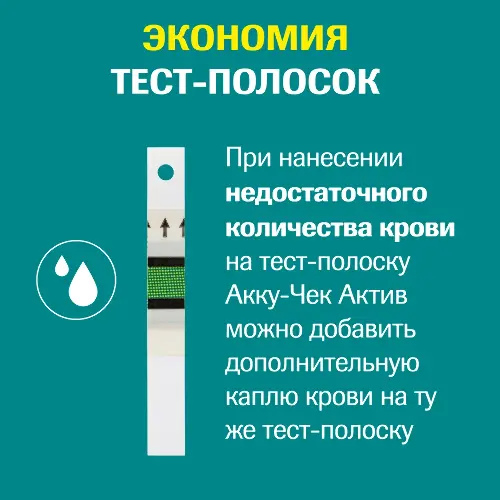 ЭКОНОМИЯ
ТЕСТ-ПОЛОСОК
При нанесении
недостаточного
количества крови
на тест-полоску
Акку-Чек Актив
можно добавить
дополнительную
каплю крови на ту
же тест-полоску